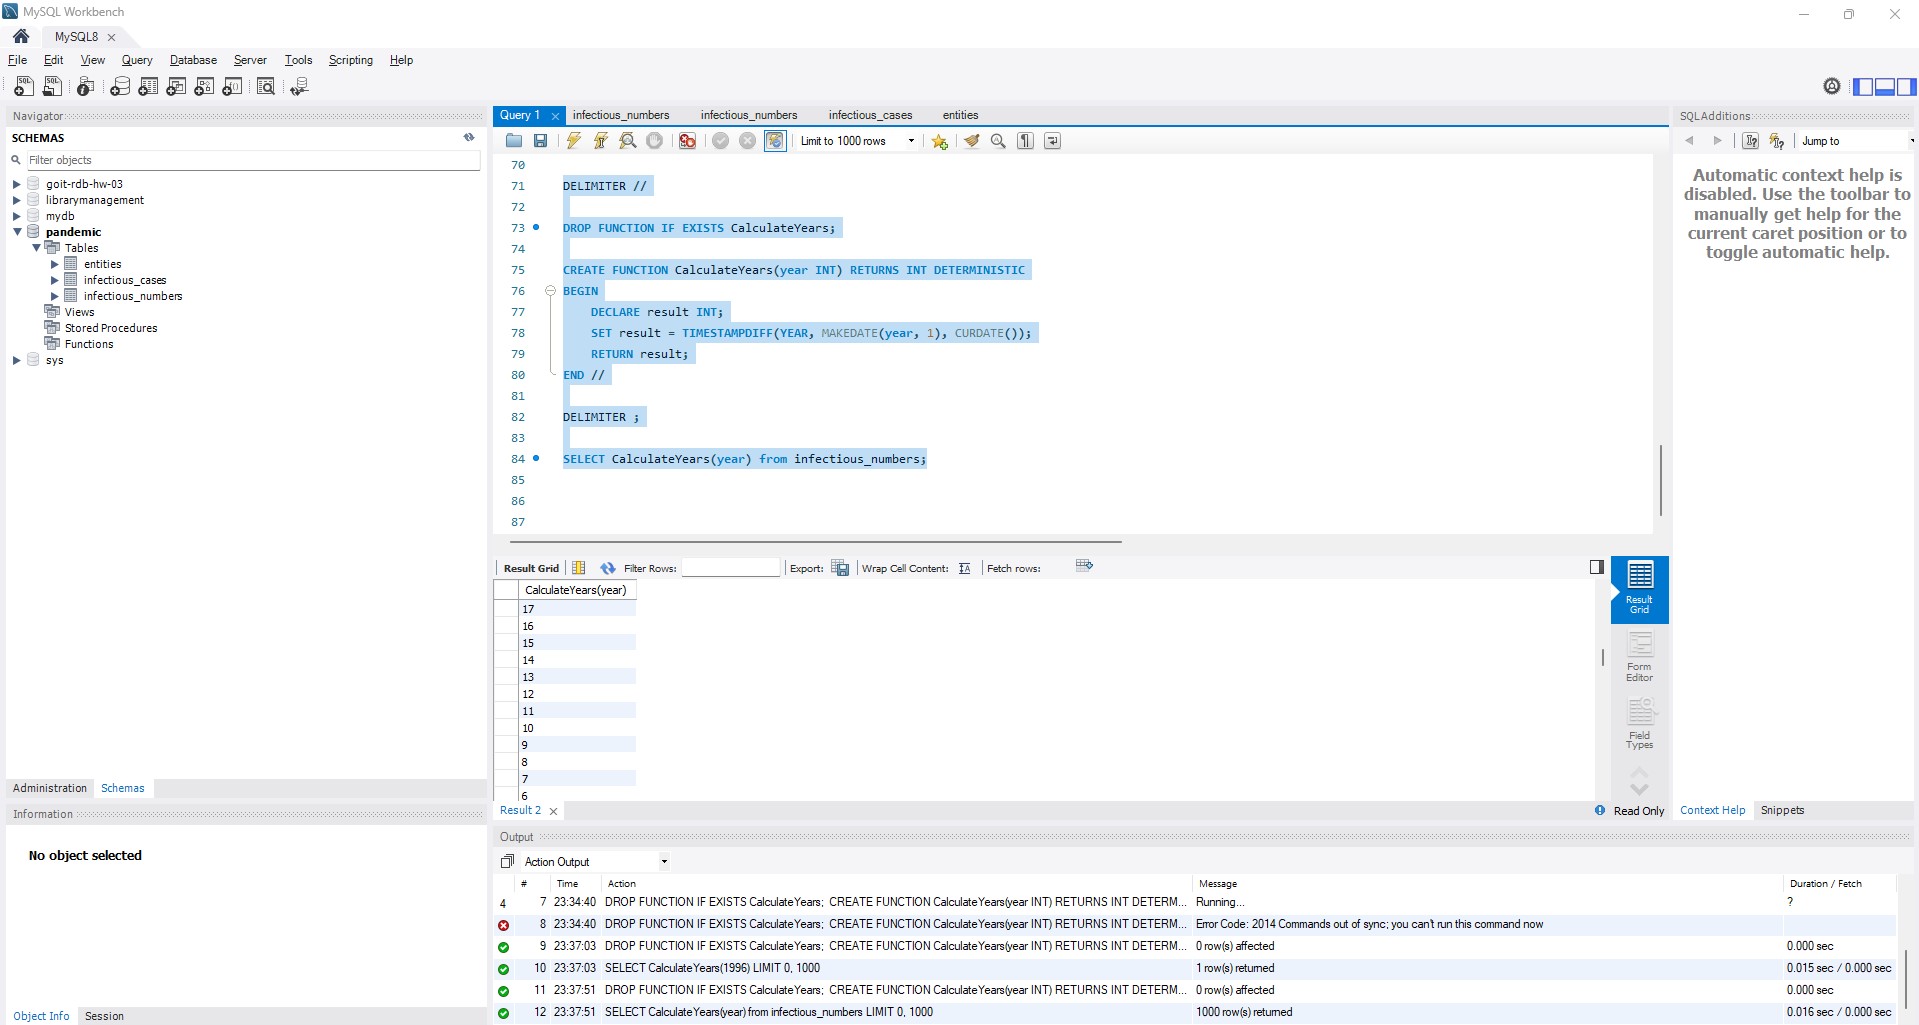 MySQL Workbench
MySQL8
File Edit View Query Database Server Tools Scripting Help
Navigator
SCHEMAS
Filter objects
goit-rdb-hw-03
librarymanagement
mydb
pandemic
Tables
entities
infectious_cases
infectious_numbers
Views
Stored Procedures
Functions
sys
Administration Schemas
Information
No object selected
Object Info Session
Query 1 infectious_numbers infectious_numbers infectious_cases entities
Limit to 1000 rows
70
71 DELIMITER //
72
73 DROP FUNCTION IF EXISTS CalculateYears;
74
75 CREATE FUNCTION CalculateYears(year INT) RETURNS INT DETERMINISTIC
76 BEGIN
77 DECLARE result INT;
78 SET result = TIMESTAMPDIFF(YEAR, MAKEDATE(year, 1), CURDATE());
79 RETURN result;
80 END //
81
82 DELIMITER ;
83
84 SELECT CalculateYears(year) from infectious_numbers;
85
86
87
Result Grid Filter Rows: Export: Wrap Cell Content: Fetch rows:
CalculateYears(year)
17
16
15
14
13
12
11
10
9
8
7
6
Result Grid
Form Editor
Field Types
Result 2 Read Only
Output
Action Output
# Time Action Message Duration / Fetch
4 7 23:34:40 DROP FUNCTION IF EXISTS CalculateYears; CREATE FUNCTION CalculateYears(year INT) RETURNS INT DETERM... Running... ?
8 23:34:40 DROP FUNCTION IF EXISTS CalculateYears; CREATE FUNCTION CalculateYears(year INT) RETURNS INT DETERM... Error Code: 2014 Commands out of sync; you can't run this command now
9 23:37:03 DROP FUNCTION IF EXISTS CalculateYears; CREATE FUNCTION CalculateYears(year INT) RETURNS INT DETERM... 0 row(s) affected 0.000 sec
10 23:37:03 SELECT CalculateYears(1996) LIMIT 0, 1000 1 row(s) returned 0.015 sec / 0.000 sec
11 23:37:51 DROP FUNCTION IF EXISTS CalculateYears; CREATE FUNCTION CalculateYears(year INT) RETURNS INT DETERM... 0 row(s) affected 0.000 sec
12 23:37:51 SELECT CalculateYears(year) from infectious_numbers LIMIT 0, 1000 1000 row(s) returned 0.016 sec / 0.000 sec
SQLAdditions
Jump to
Automatic context help is
disabled. Use the toolbar to
manually get help for the
current caret position or to
toggle automatic help.
Context Help Snippets